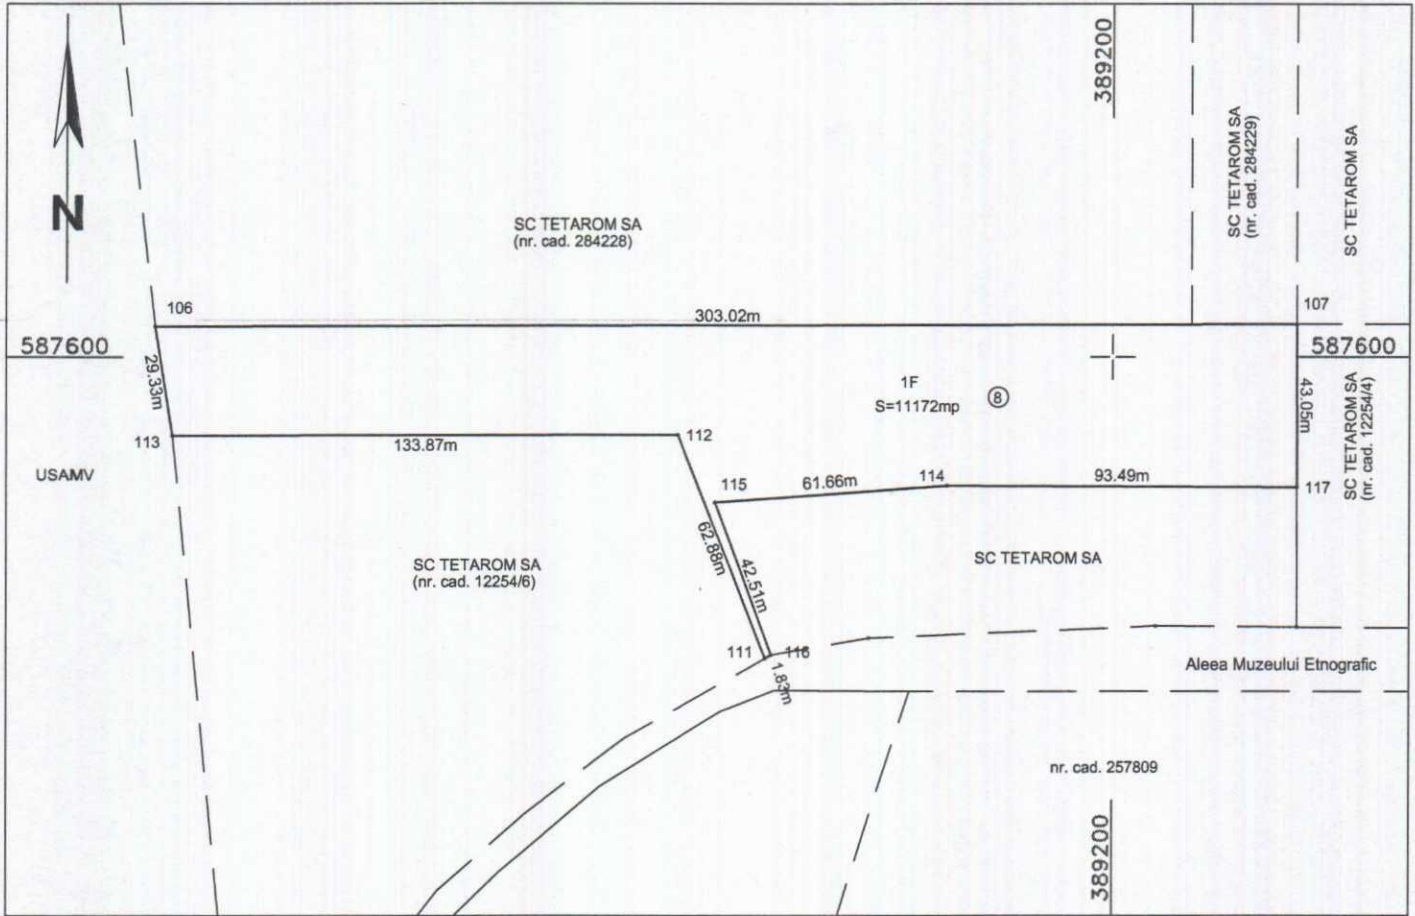 389200
SC TETAROM SA
(nr. cad. 284229)
SC TETAROM SA
N
SC TETAROM SA
(nr. cad. 284228)
106
303.02m
107
587600
587600
29.33m
1F
S=11172mp
8
43.05m
SC TETAROM SA
(nr. cad. 12254/4)
113
133.87m
112
USAMV
115
61.66m
114
93.49m
117
62.88m
42.51m
SC TETAROM SA
(nr. cad. 12254/6)
SC TETAROM SA
111
116
1.83m
Aleea Muzeului Etnografic
nr. cad. 257809
389200